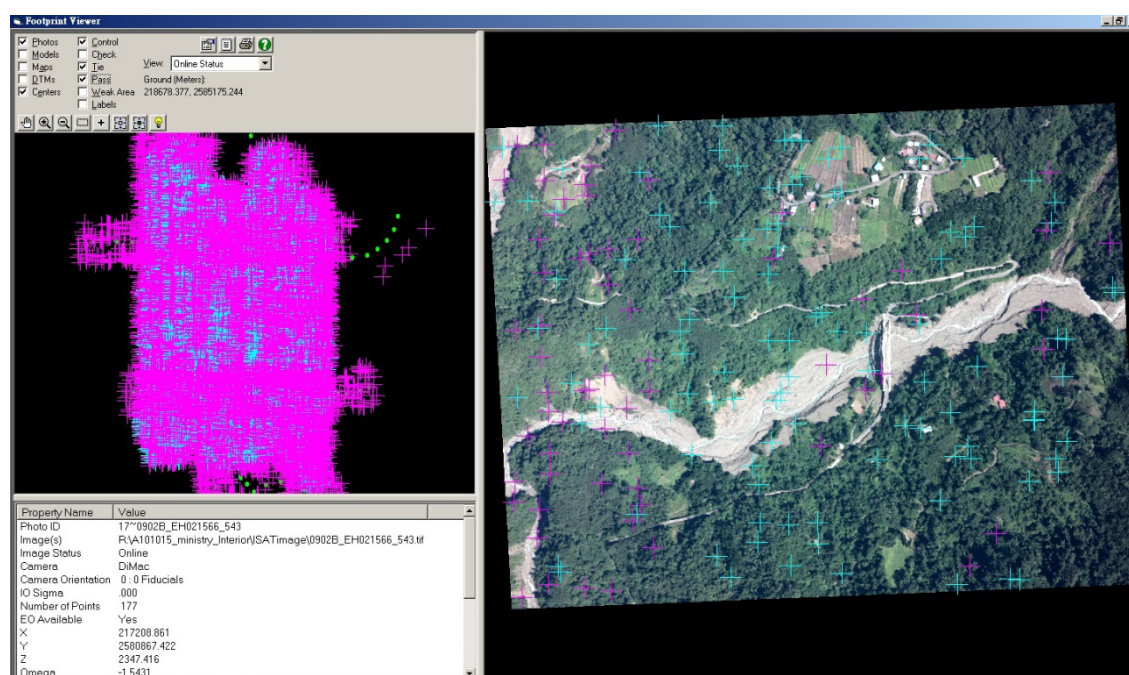 Footprint Viewer
Photos Control
Models Check
Maps Tie View: Online Status
DTMs Pass Ground (Meters):
Centers Weak Area 218678.377, 2585175.244
Labels
Property Name Value
Photo ID 17~0902B_EH021566_543
Image(s) R:\A101015_ministry_Interior\ISATimage\0902B_EH021566_543.tif
Image Status Online
Camera DiMac
Camera Orientation 0 : 0 Fiducials
IO Sigma .000
Number of Points 177
EO Available Yes
X 217208.861
Y 2580867.422
Z 2347.416
Omega -1.5431